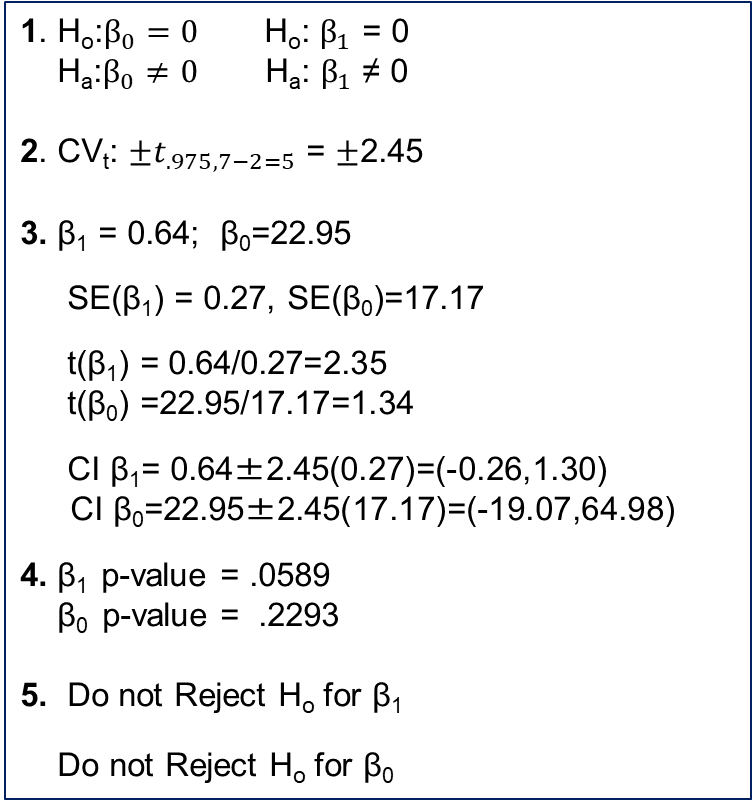 1. Hₒ:β₀ = 0 Hₒ: β₁ = 0
Hₐ:β₀ ≠ 0 Hₐ: β₁ ≠ 0
2. CVₜ: ±t.₉₇₅,₇₋₂₌₅ = ±2.45
3. β₁ = 0.64; β₀=22.95
SE(β₁) = 0.27, SE(β₀)=17.17
t(β₁) = 0.64/0.27=2.35
t(β₀) =22.95/17.17=1.34
CI β₁= 0.64±2.45(0.27)=(-0.26,1.30)
CI β₀=22.95±2.45(17.17)=(-19.07,64.98)
4. β₁ p-value = .0589
β₀ p-value = .2293
5. Do not Reject Hₒ for β₁
Do not Reject Hₒ for β₀